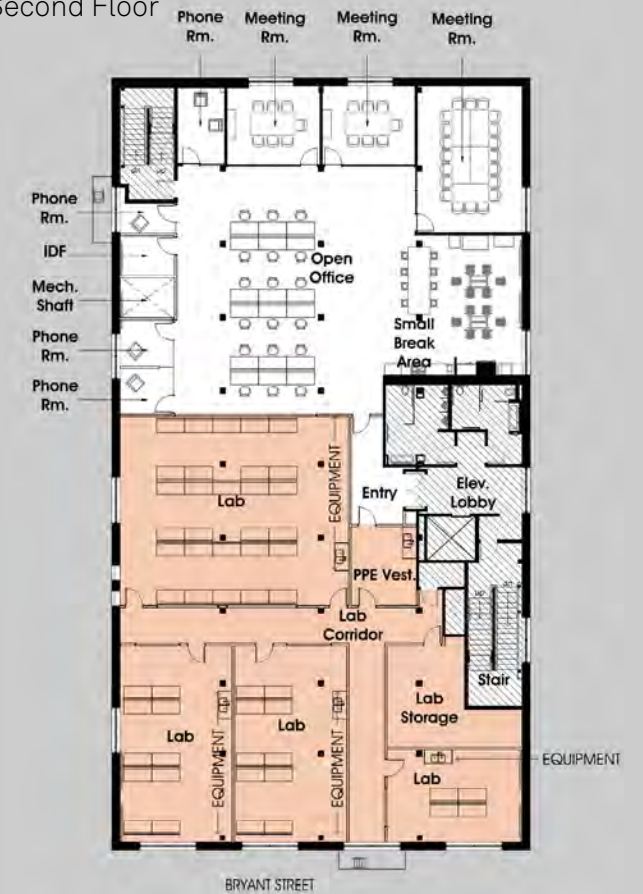 Second Floor
Phone
Rm.
Meeting
Rm.
Meeting
Rm.
Meeting
Rm.
Phone
Rm.
IDF
Mech.
Shaft
Phone
Rm.
Phone
Rm.
Open
Office
Small
Break
Area
Lab
EQUIPMENT
Entry
Elev.
Lobby
PPE Vest.
Lab
Corridor
up
dn
Stair
Lab
EQUIPMENT
Lab
EQUIPMENT
Lab
Storage
Lab
EQUIPMENT
BRYANT STREET